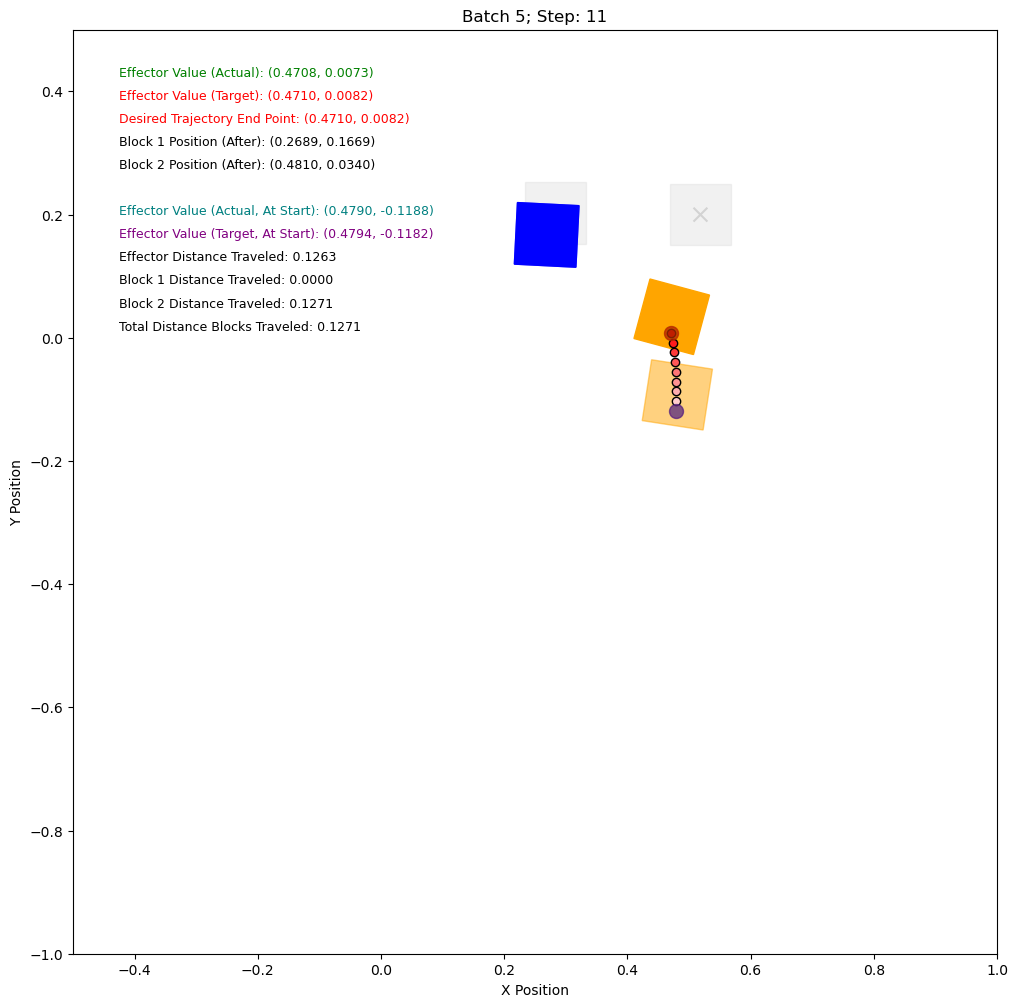 Batch 5; Step: 11
Effector Value (Actual): (0.4708, 0.0073)
Effector Value (Target): (0.4710, 0.0082)
Desired Trajectory End Point: (0.4710, 0.0082)
Block 1 Position (After): (0.2689, 0.1669)
Block 2 Position (After): (0.4810, 0.0340)
Effector Value (Actual, At Start): (0.4790, -0.1188)
Effector Value (Target, At Start): (0.4794, -0.1182)
Effector Distance Traveled: 0.1263
Block 1 Distance Traveled: 0.0000
Block 2 Distance Traveled: 0.1271
Total Distance Blocks Traveled: 0.1271
Y Position
0.4
0.2
0.0
−0.2
−0.4
−0.6
−0.8
−1.0
−0.4 −0.2 0.0 0.2 0.4 0.6 0.8 1.0
X Position